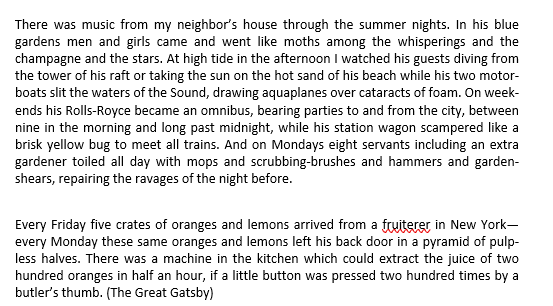 There was music from my neighbor’s house through the summer nights. In his blue
gardens men and girls came and went like moths among the whisperings and the
champagne and the stars. At high tide in the afternoon I watched his guests diving from
the tower of his raft or taking the sun on the hot sand of his beach while his two motor-
boats slit the waters of the Sound, drawing aquaplanes over cataracts of foam. On week-
ends his Rolls-Royce became an omnibus, bearing parties to and from the city, between
nine in the morning and long past midnight, while his station wagon scampered like a
brisk yellow bug to meet all trains. And on Mondays eight servants including an extra
gardener toiled all day with mops and scrubbing-brushes and hammers and garden-
shears, repairing the ravages of the night before.
Every Friday five crates of oranges and lemons arrived from a fruiterer in New York—
every Monday these same oranges and lemons left his back door in a pyramid of pulp-
less halves. There was a machine in the kitchen which could extract the juice of two
hundred oranges in half an hour, if a little button was pressed two hundred times by a
butler’s thumb. (The Great Gatsby)